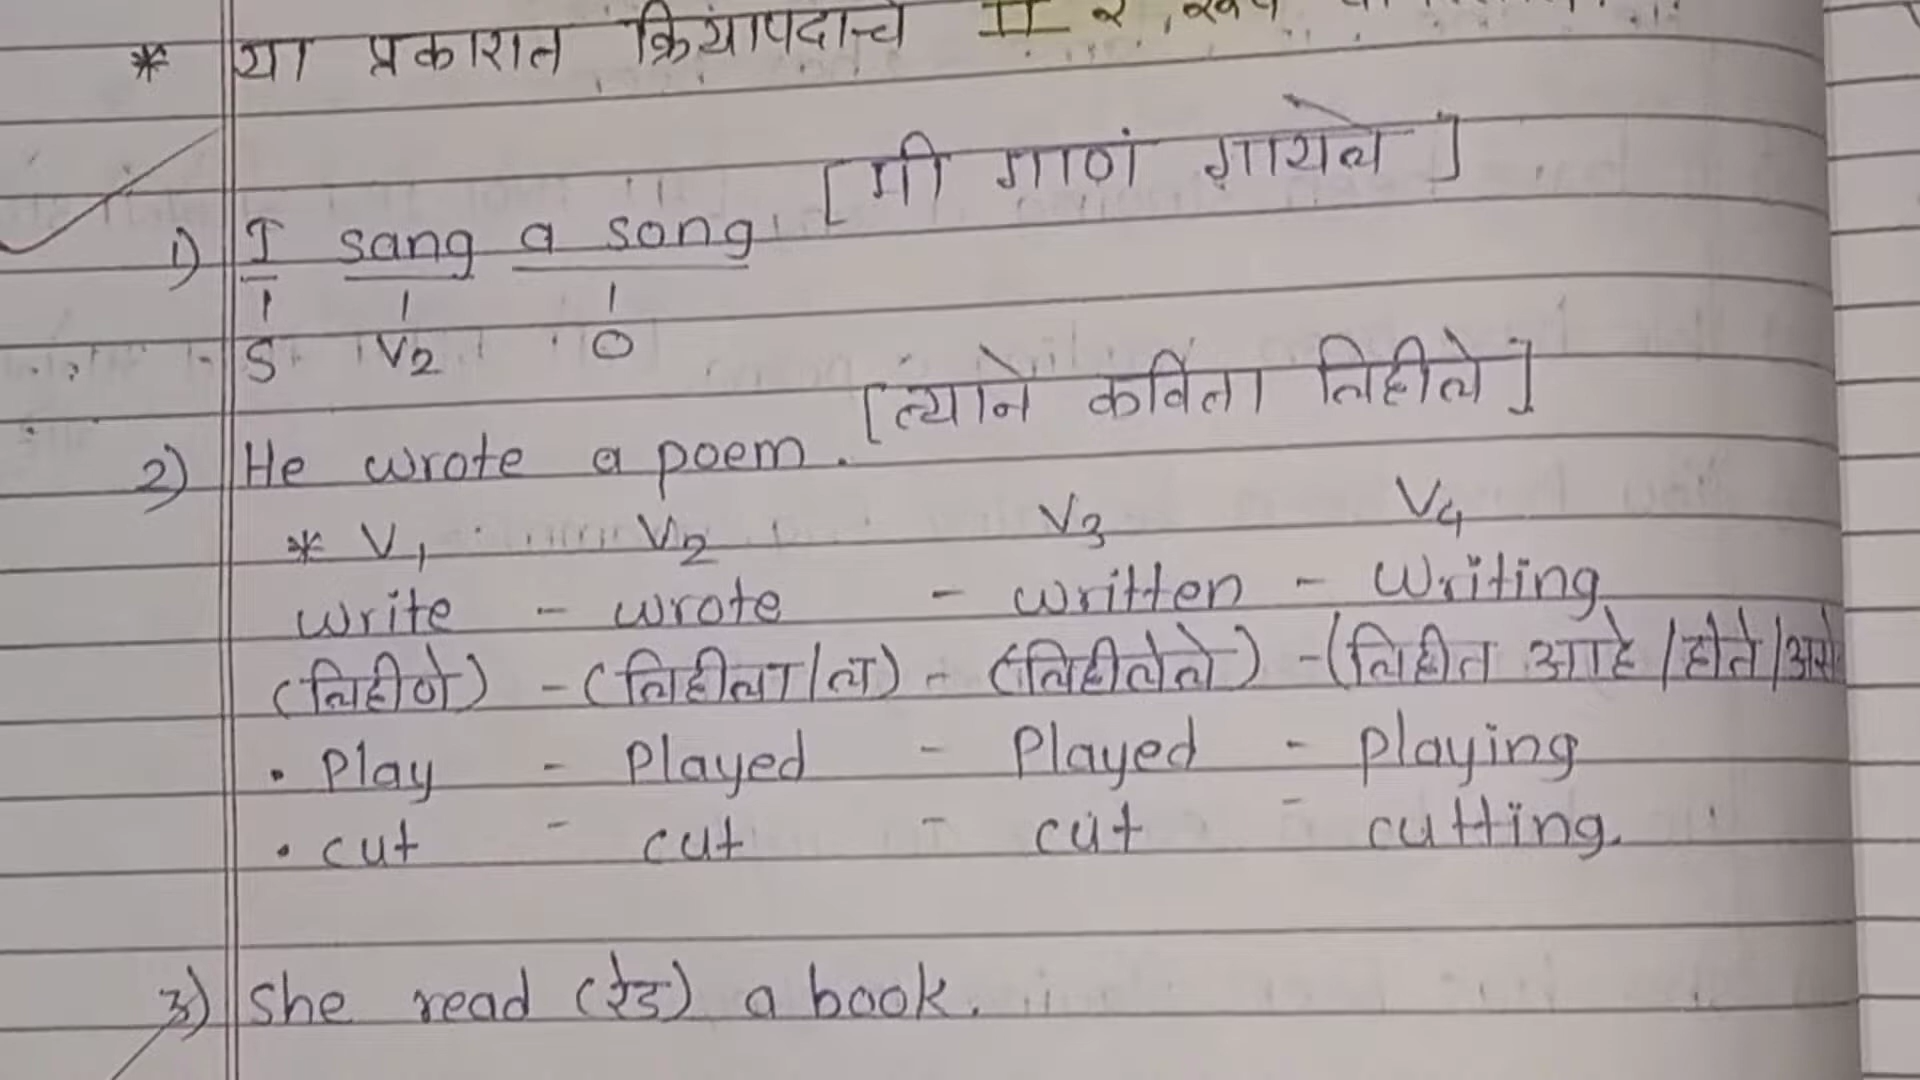 * या प्रकारात क्रियापदाचे II
1) I sang a song. [मी गाणं गायले]
S V2 O
2) He wrote a poem. [त्याने कविता लिहीले]
* V1 V2 V3 V4
write - wrote - written - writing
(लिहीणे) - (लिहीला/ला) - (लिहीलेले) - (लिहीत आहे/होते/
• Play - Played - Played - playing
• cut - cut - cut - cutting.
3) She read (रेड) a book.